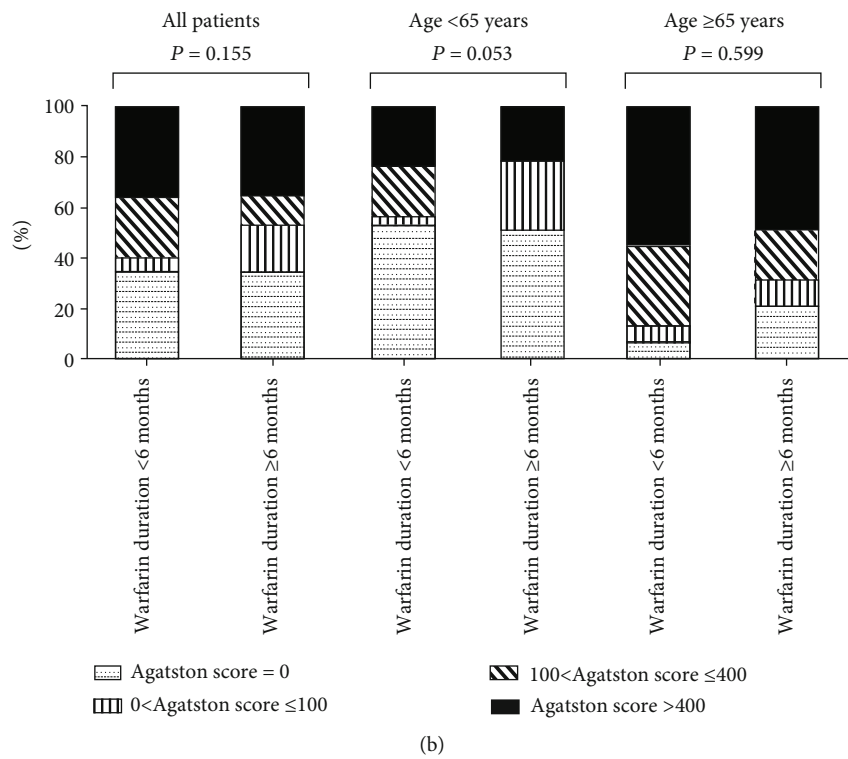 All patients
P = 0.155
Age <65 years
P = 0.053
Age ≥65 years
P = 0.599
100
80
60
40
20
0
(%)
Warfarin duration <6 months
Warfarin duration ≥6 months
Warfarin duration <6 months
Warfarin duration ≥6 months
Warfarin duration <6 months
Warfarin duration ≥6 months
Agatston score = 0
0<Agatston score ≤100
100<Agatston score ≤400
Agatston score >400
(b)